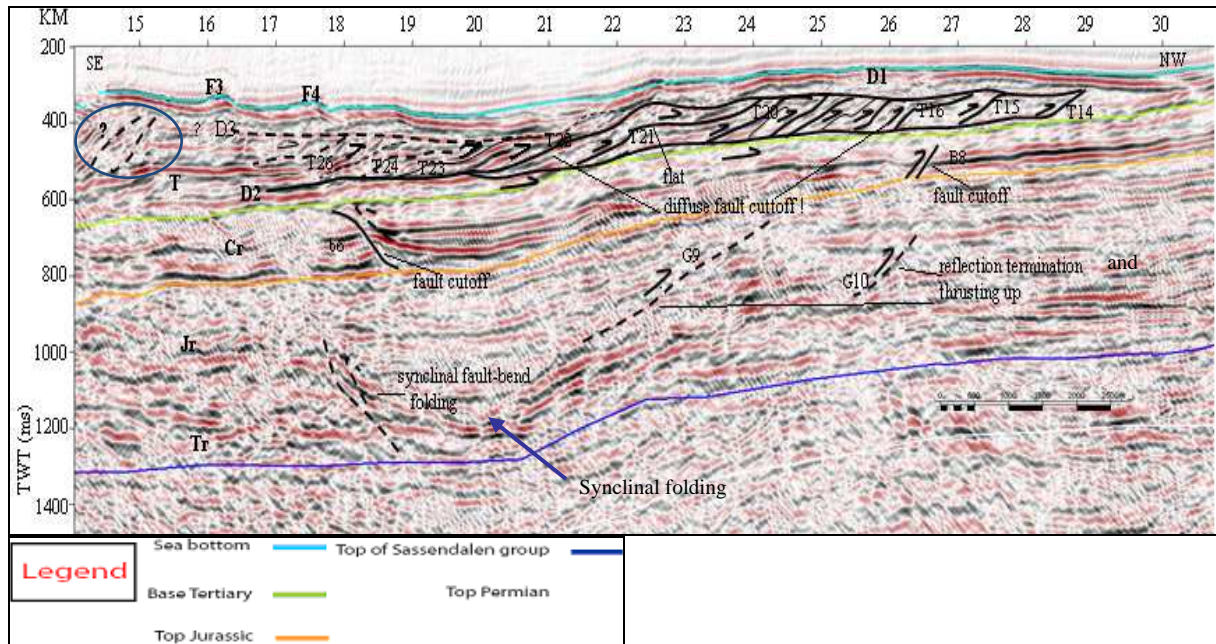 KM 15 16 17 18 19 20 21 22 23 24 25 26 27 28 29 30
200
SE NW
F3 F4 D1
400
? ? D3 T22 T21 T20 T16 T15 T14
T26 T24 T23
T D2 flat B8
600
diffuse fault cuttoff ! fault cutoff
Cr
fault cutoff
G9
800
G10 reflection termination and
thrusting up
Jr
1000
synclinal fault-bend
folding
1200
Tr
TWT (ms)
Synclinal folding
1400
Legend
Sea bottom Top of Sassendalen group
Base Tertiary Top Permian
Top Jurassic